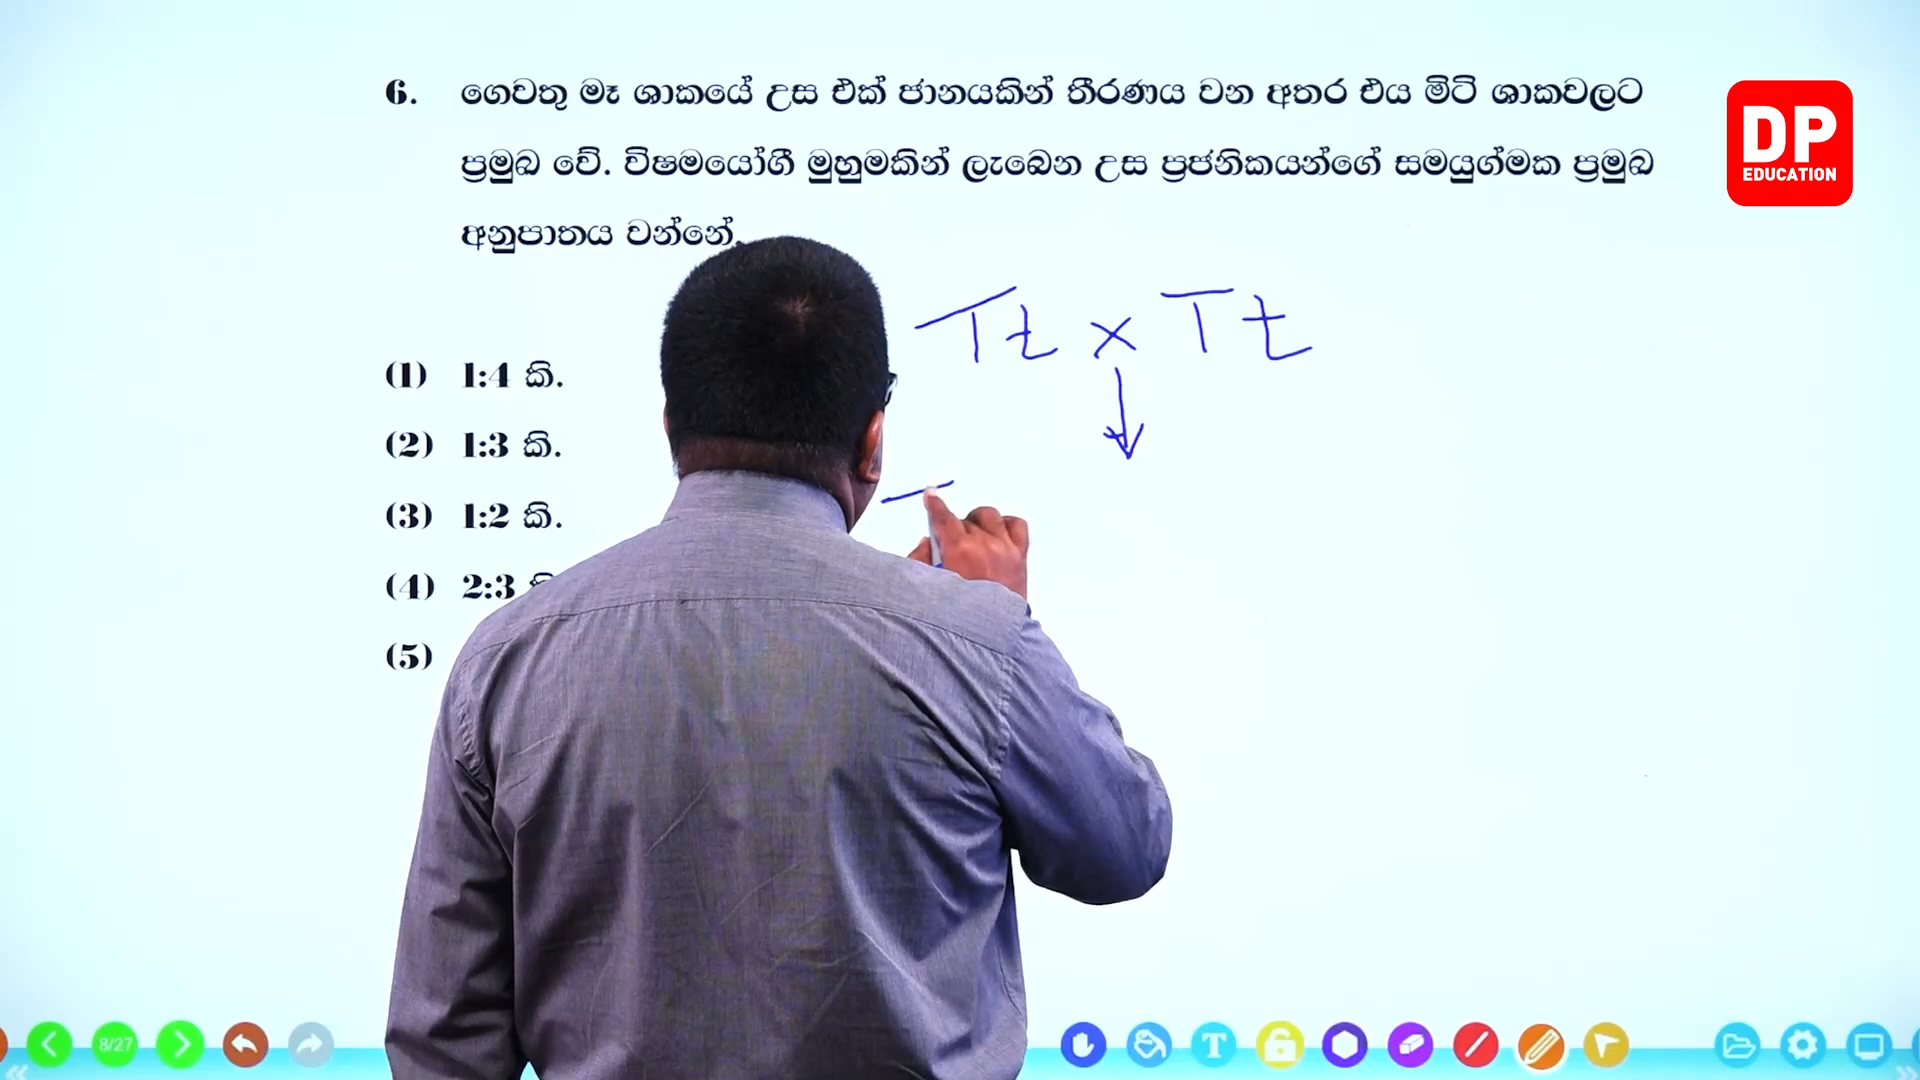 6. ගෙවතු මෑ ශාකයේ උස එක් ජානයකින් තීරණය වන අතර එය මිටි ශාකවලට
ප්‍රමුඛ වේ. විෂමයෝගී මුහුමකින් ලැබෙන උස ප්‍රජනිකයන්ගේ සමයුග්මක ප්‍රමුඛ
අනුපාතය වන්නේ
DP
EDUCATION
Tt × Tt
(1) 1:4 කි.
(2) 1:3 කි.
(3) 1:2 කි.
(4) 2:3
(5)
8/27
T